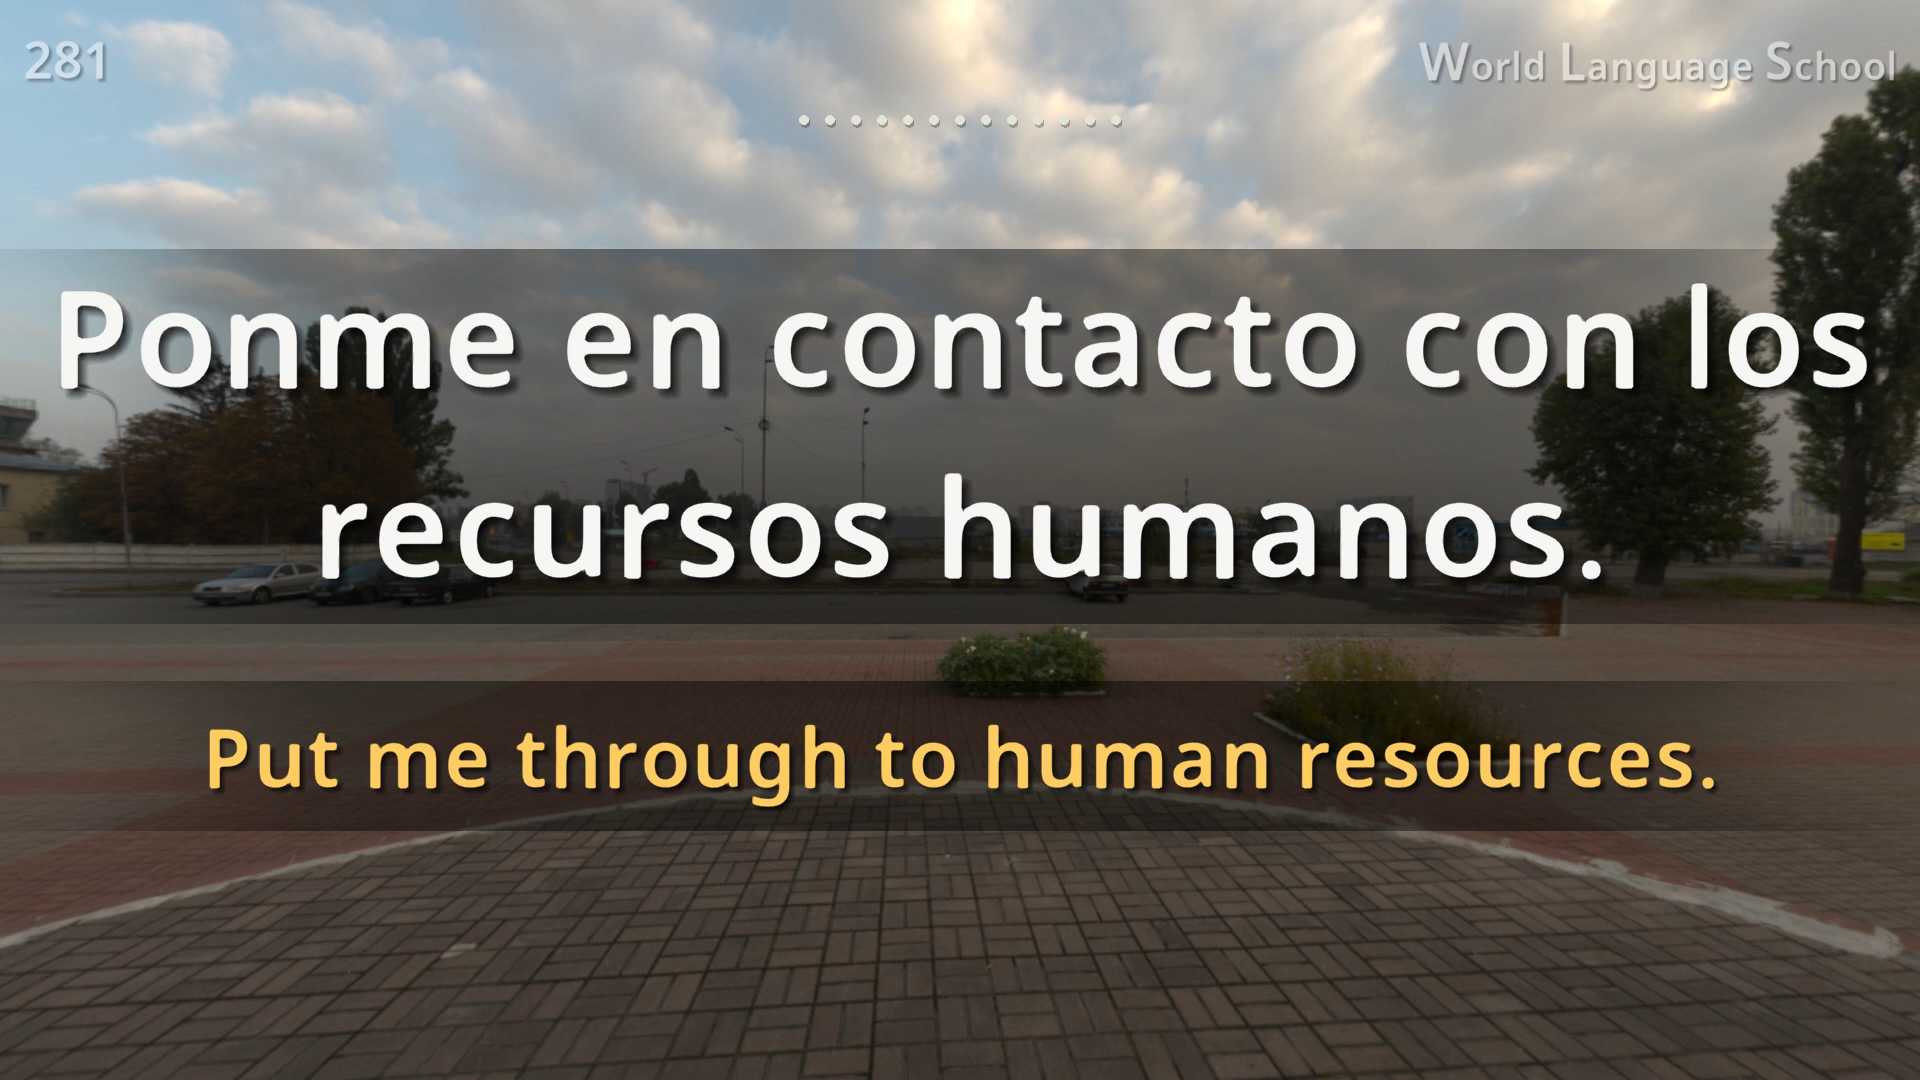 281
World Language School
Ponme en contacto con los
recursos humanos.
Put me through to human resources.